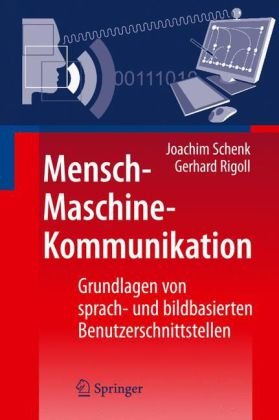 00111010
Joachim Schenk
Gerhard Rigoll
Mensch-
Maschine-
Kommunikation
Grundlagen von
sprach- und bildbasierten
Benutzerschnittstellen
Springer